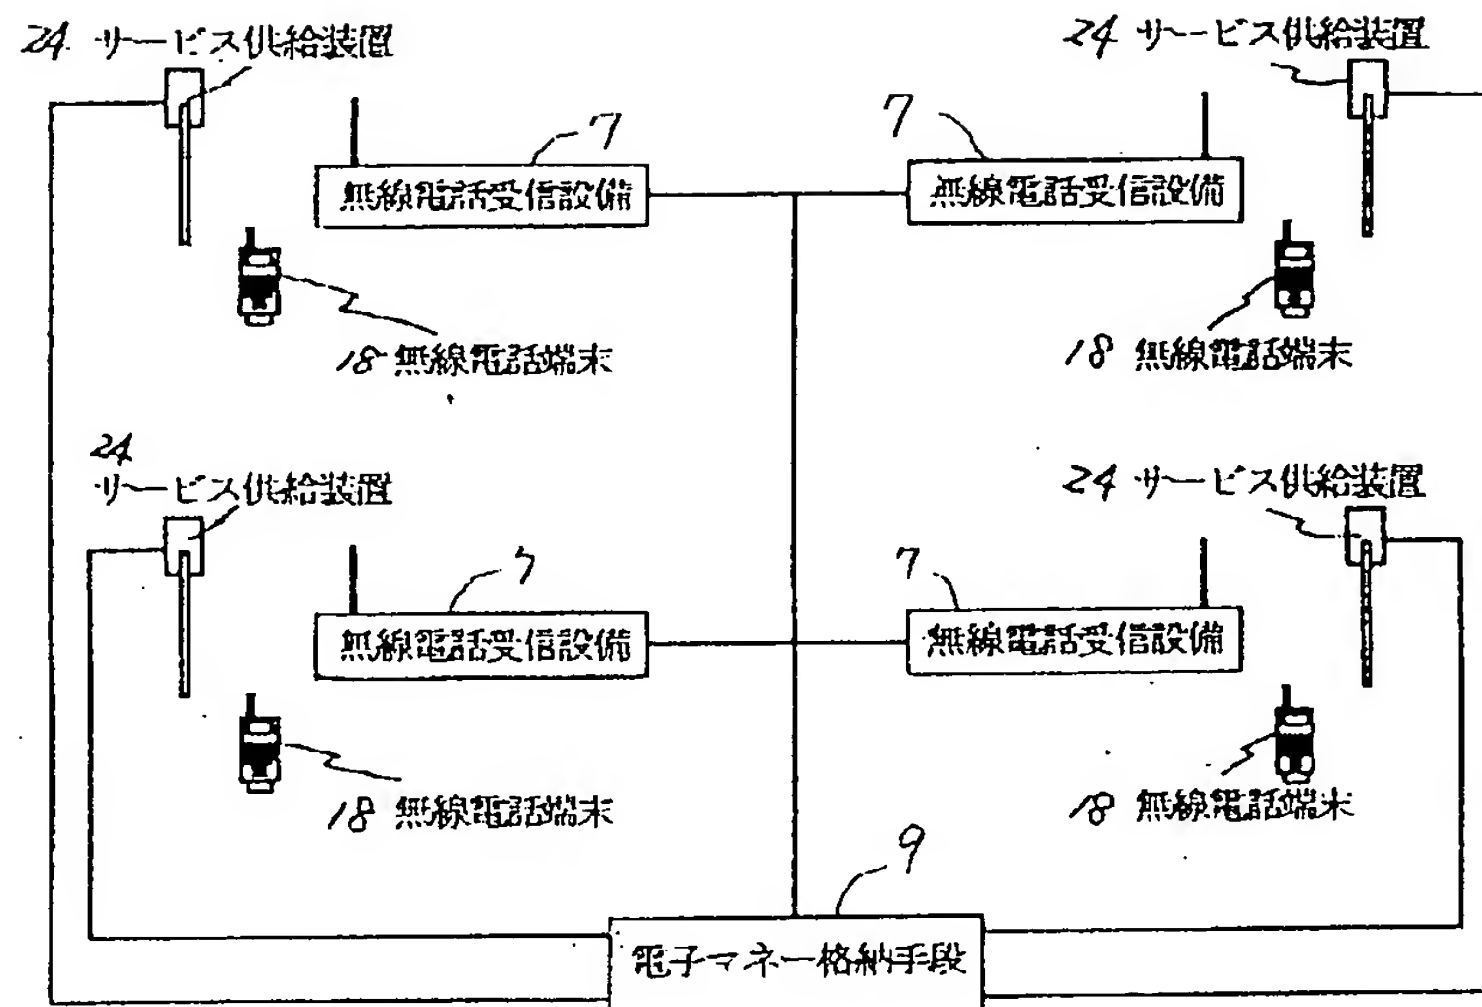 24 サービス供給装置
24 サービス供給装置
7
7
無線電話受信設備
無線電話受信設備
18 無線電話端末
18 無線電話端末
24
サービス供給装置
24 サービス供給装置
7
7
無線電話受信設備
無線電話受信設備
18 無線電話端末
18 無線電話端末
9
電子マネー格納手段